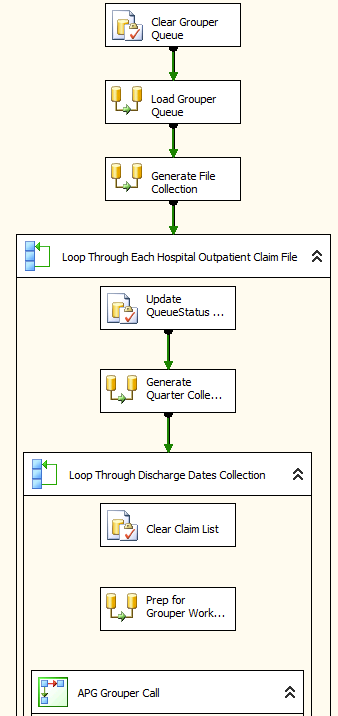 Clear Grouper
Queue
Load Grouper
Queue
Generate File
Collection
Loop Through Each Hospital Outpatient Claim File
Update
QueueStatus ...
Generate
Quarter Colle...
Loop Through Discharge Dates Collection
Clear Claim List
Prep for
Grouper Work...
APG Grouper Call